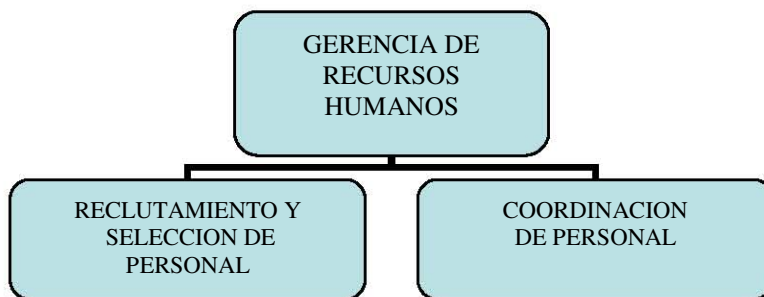 GERENCIA DE
RECURSOS
HUMANOS
RECLUTAMIENTO Y
SELECCION DE
PERSONAL
COORDINACION
DE PERSONAL